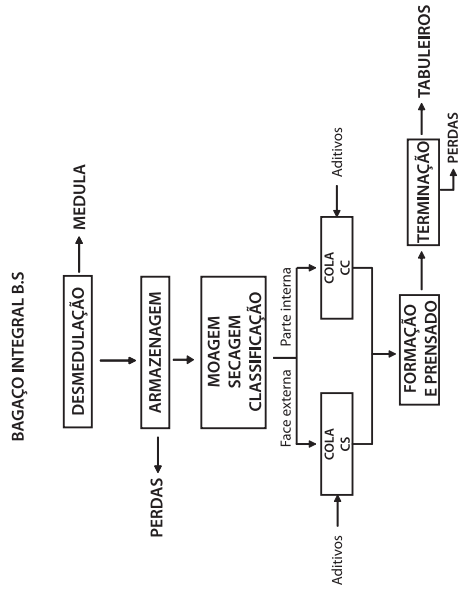 BAGAÇO INTEGRAL B.S
DESMEDULAÇÃO
MEDULA
ARMAZENAGEM
PERDAS
MOAGEM
SECAGEM
CLASSIFICAÇÃO
Face externa
Parte interna
Aditivos
COLA
CS
COLA
CC
Aditivos
FORMAÇÃO
E PRENSADO
TERMINAÇÃO
TABULEIROS
PERDAS